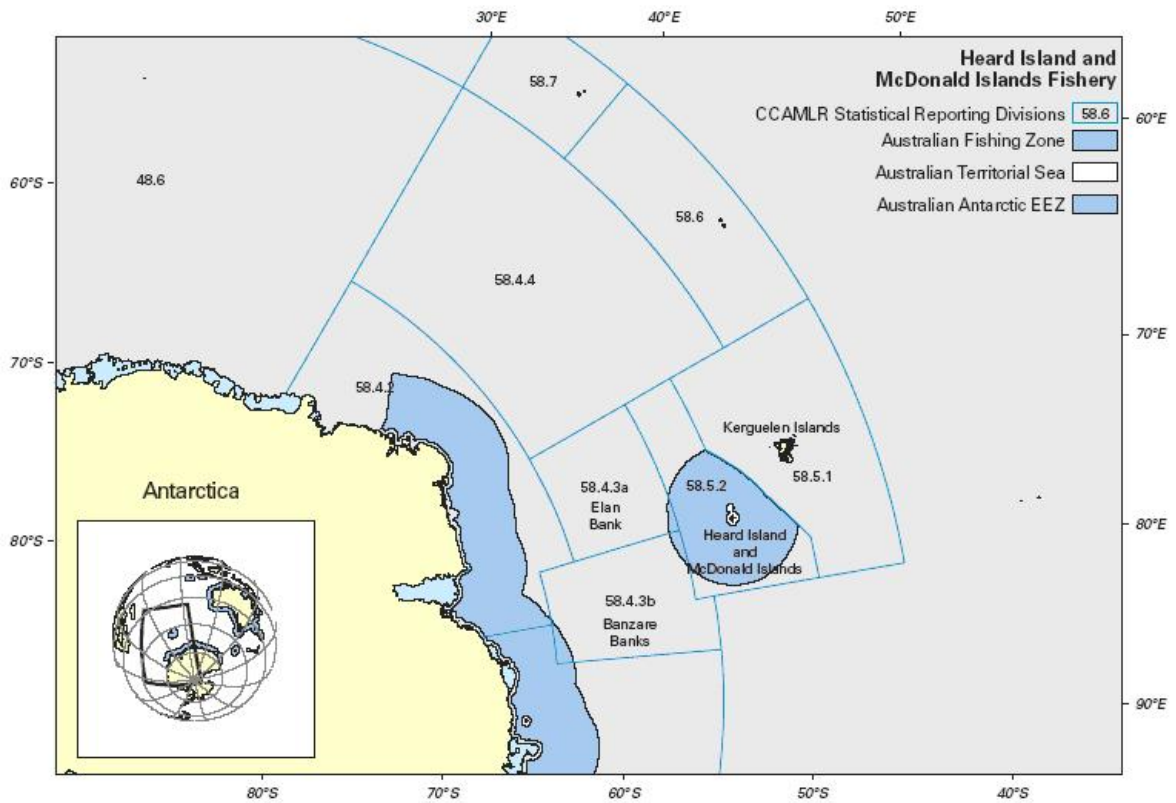 30°E 40°E 50°E
Heard Island and
McDonald Islands Fishery
CCAMLR Statistical Reporting Divisions 58.6
Australian Fishing Zone
Australian Territorial Sea
Australian Antarctic EEZ
58.7
60°E
60°S
48.6
58.6
58.4.4
70°E
70°S
58.4.2
Kerguelen Islands
58.5.1
58.4.3a
Elan
Bank
58.5.2
Antarctica
80°E
80°S
Heard Island
and
McDonald Islands
58.4.3b
Banzare
Banks
90°E
80°S 70°S 60°S 50°S 40°S